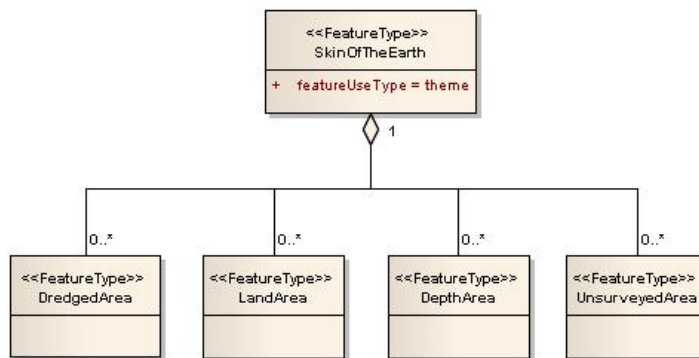 <<FeatureType>>
SkinOfTheEarth
+ featureUseType = theme
1
0..*
0..*
0..*
0..*
<<FeatureType>>
DredgedArea
<<FeatureType>>
LandArea
<<FeatureType>>
DepthArea
<<FeatureType>>
UnsurveyedArea